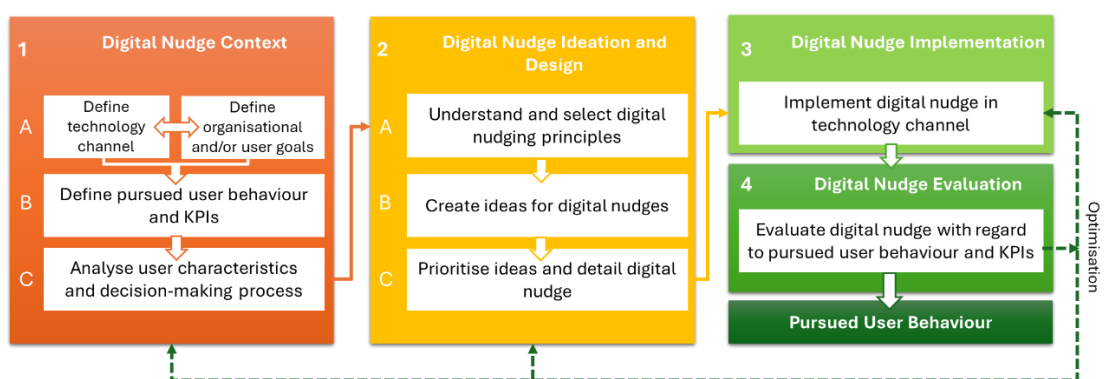 1
Digital Nudge Context
A
Define
technology
channel
Define
organisational
and/or user goals
B
Define pursued user behaviour
and KPIs
C
Analyse user characteristics
and decision-making process
2
Digital Nudge Ideation and
Design
A
Understand and select digital
nudging principles
B
Create ideas for digital nudges
C
Prioritise ideas and detail digital
nudge
3
Digital Nudge Implementation
Implement digital nudge in
technology channel
4
Digital Nudge Evaluation
Evaluate digital nudge with regard
to pursued user behaviour and KPIs
Pursued User Behaviour
Optimisation